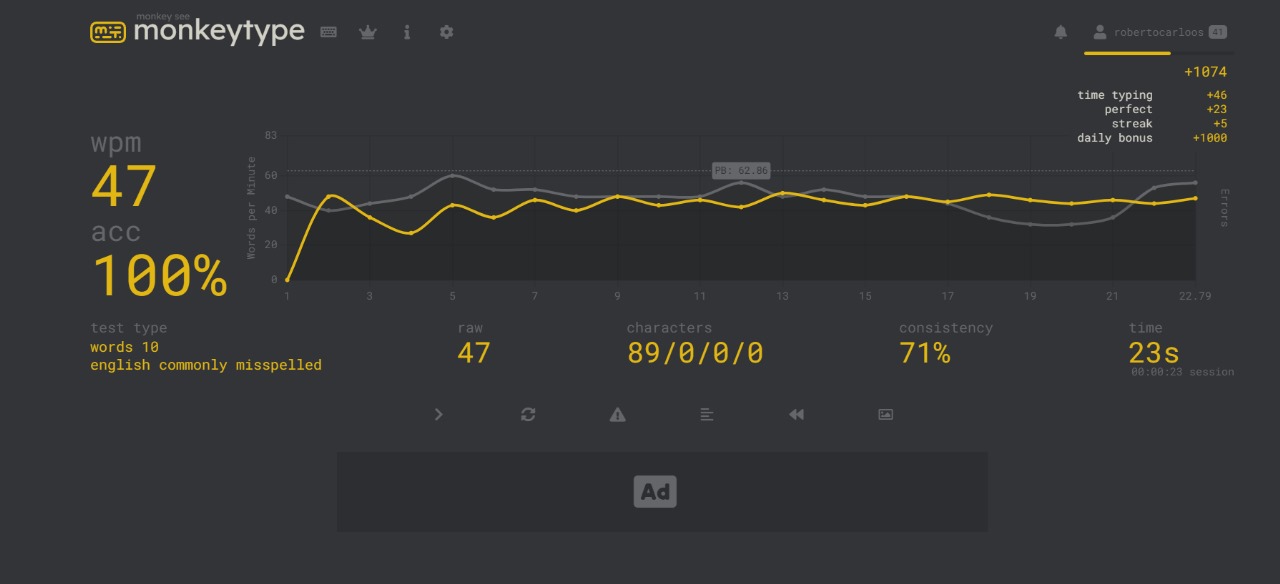 monkey see
monkeytype
robertocarloos 41
+1074
time typing +46
perfect +23
streak +5
daily bonus +1000
wpm
47
acc
100%
Words per Minute
83
60
40
20
0
PB: 62.86
Errors
1 3 5 7 9 11 13 15 17 19 21 22.79
test type
words 10
english commonly misspelled
raw
47
characters
89/0/0/0
consistency
71%
time
23s
00:00:23 session
Ad